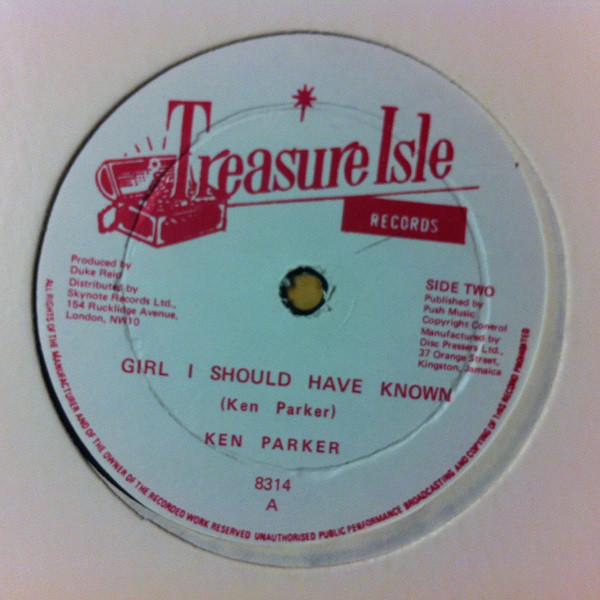 Treasure Isle
RECORDS
Produced by
Duke Reid
Distributed by
Skynote Records Ltd.,
154 Rucklidge Avenue,
London, NW10
SIDE TWO
Published by
Push Music
Copyright Control
Manufactured by
Disc Pressers Ltd.,
37 Orange Street,
Kingston, Jamaica
GIRL I SHOULD HAVE KNOWN
(Ken Parker)
KEN PARKER
8314
A
ALL RIGHTS OF THE MANUFACTURER AND OF THE OWNER OF THE RECORDED WORK RESERVED UNAUTHORISED PUBLIC PERFORMANCE BROADCASTING AND COPYING OF THIS RECORD PROHIBITED